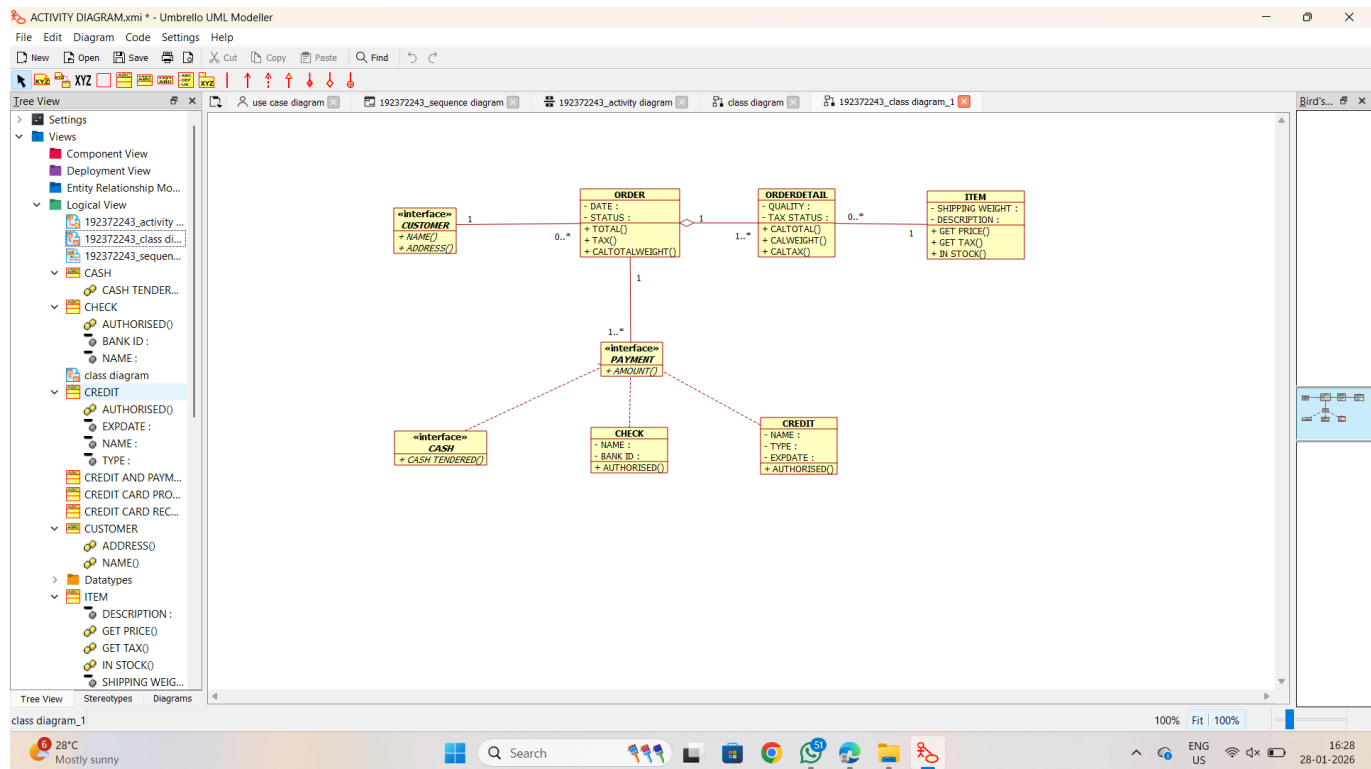 ACTIVITY DIAGRAM.xmi * - Umbrello UML Modeller
File Edit Diagram Code Settings Help
New Open Save Cut Copy Paste Find
XYZ XYZ ABC ABC XYZ
Tree View
use case diagram
192372243_sequence diagram
192372243_activity diagram
class diagram
192372243_class diagram_1
Bird's...
Settings
Views
Component View
Deployment View
Entity Relationship Mo...
Logical View
192372243_activity ...
192372243_class di...
192372243_sequen...
CASH
CASH TENDER...
CHECK
AUTHORISED()
BANK ID :
NAME :
class diagram
CREDIT
AUTHORISED()
EXPDATE :
NAME :
TYPE :
CREDIT AND PAYM...
CREDIT CARD PRO...
CREDIT CARD REC...
CUSTOMER
ADDRESS()
NAME()
Datatypes
ITEM
DESCRIPTION :
GET PRICE()
GET TAX()
IN STOCK()
SHIPPING WEIG...
Tree View Stereotypes Diagrams
«interface»
CUSTOMER
+ NAME()
+ ADDRESS()
1
0..*
ORDER
- DATE :
- STATUS :
+ TOTAL()
+ TAX()
+ CALTOTALWEIGHT()
1
1..*
ORDERDETAIL
- QUALITY :
- TAX STATUS :
+ CALTOTAL()
+ CALWEIGHT()
+ CALTAX()
0..*
1
ITEM
- SHIPPING WEIGHT :
- DESCRIPTION :
+ GET PRICE()
+ GET TAX()
+ IN STOCK()
1
1..*
«interface»
PAYMENT
+ AMOUNT()
«interface»
CASH
+ CASH TENDERED()
CHECK
- NAME :
- BANK ID :
+ AUTHORISED()
CREDIT
- NAME :
- TYPE :
- EXPDATE :
+ AUTHORISED()
class diagram_1
100% Fit 100%
6
28°C
Mostly sunny
Search
51
ENG
US
16:28
28-01-2026